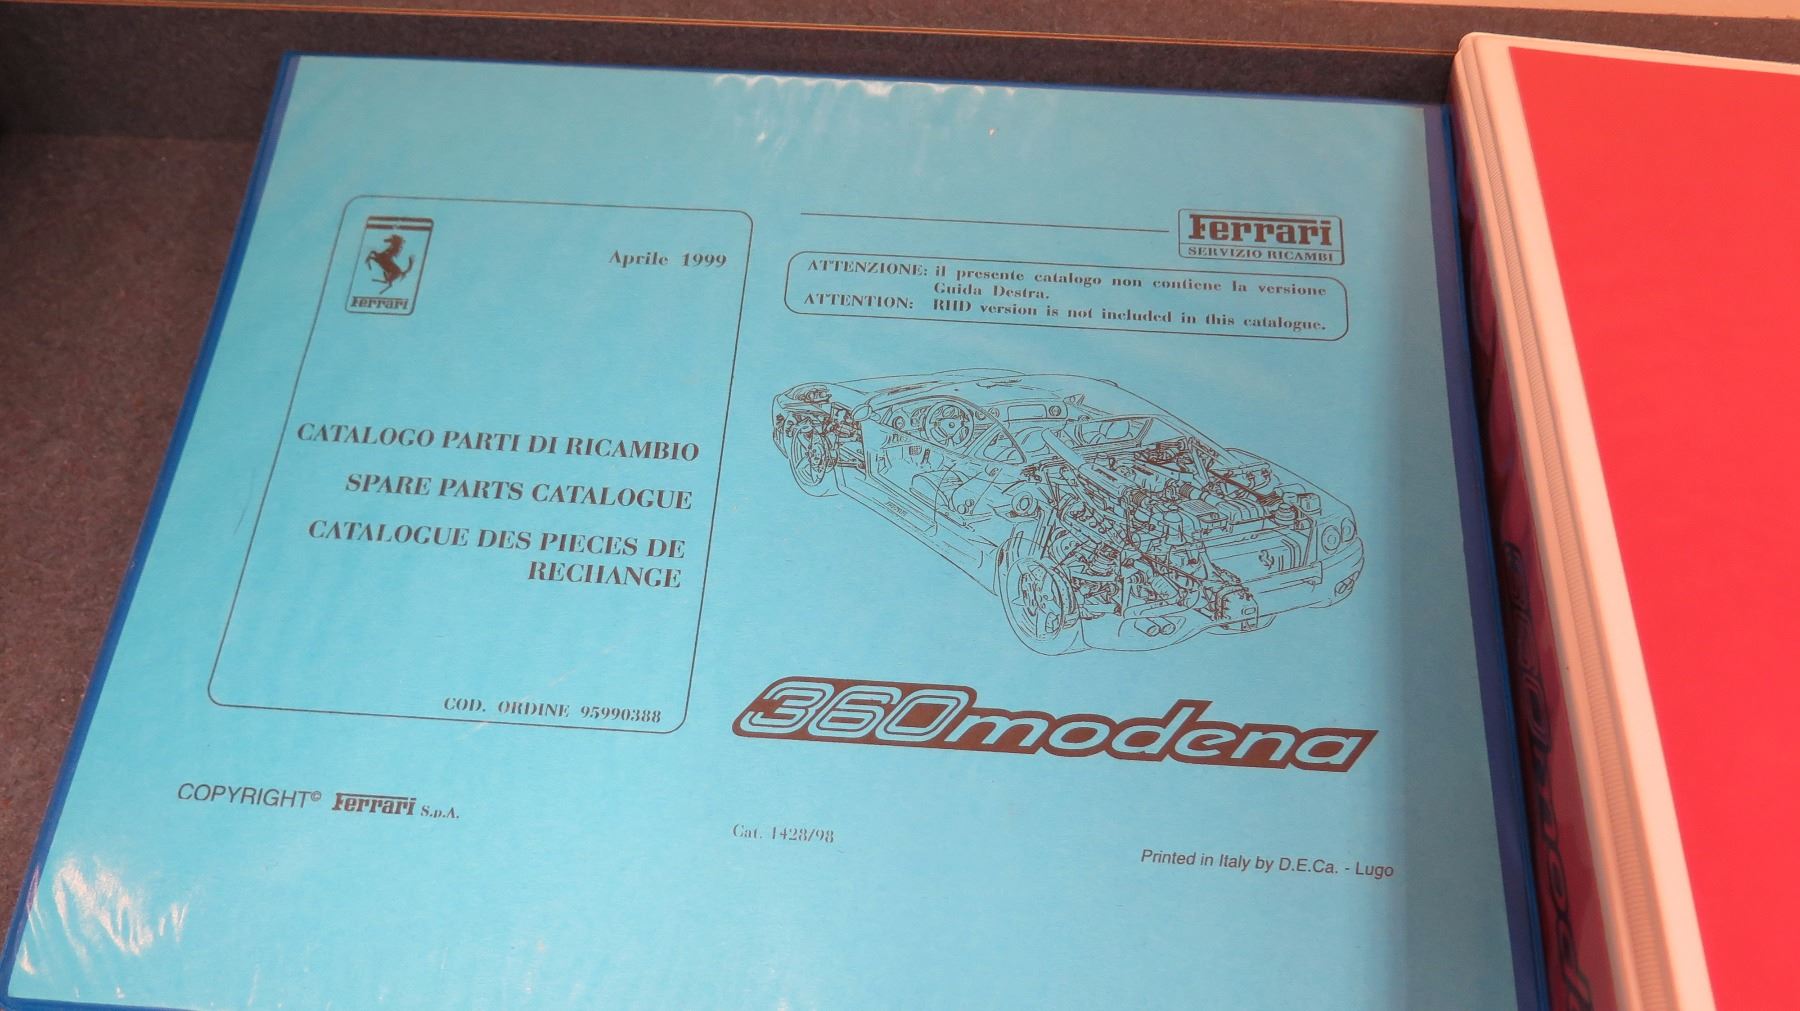 Ferrari
Aprile 1999
CATALOGO PARTI DI RICAMBIO
SPARE PARTS CATALOGUE
CATALOGUE DES PIECES DE
RECHANGE
COD. ORDINE 95990388
COPYRIGHT© Ferrari S.p.A.
Ferrari
SERVIZIO RICAMBI
ATTENZIONE: il presente catalogo non contiene la versione
Guida Destra.
ATTENTION: RHD version is not included in this catalogue.
360 modena
Cat. 1428/98
Printed in Italy by D.E.Ca. - Lugo